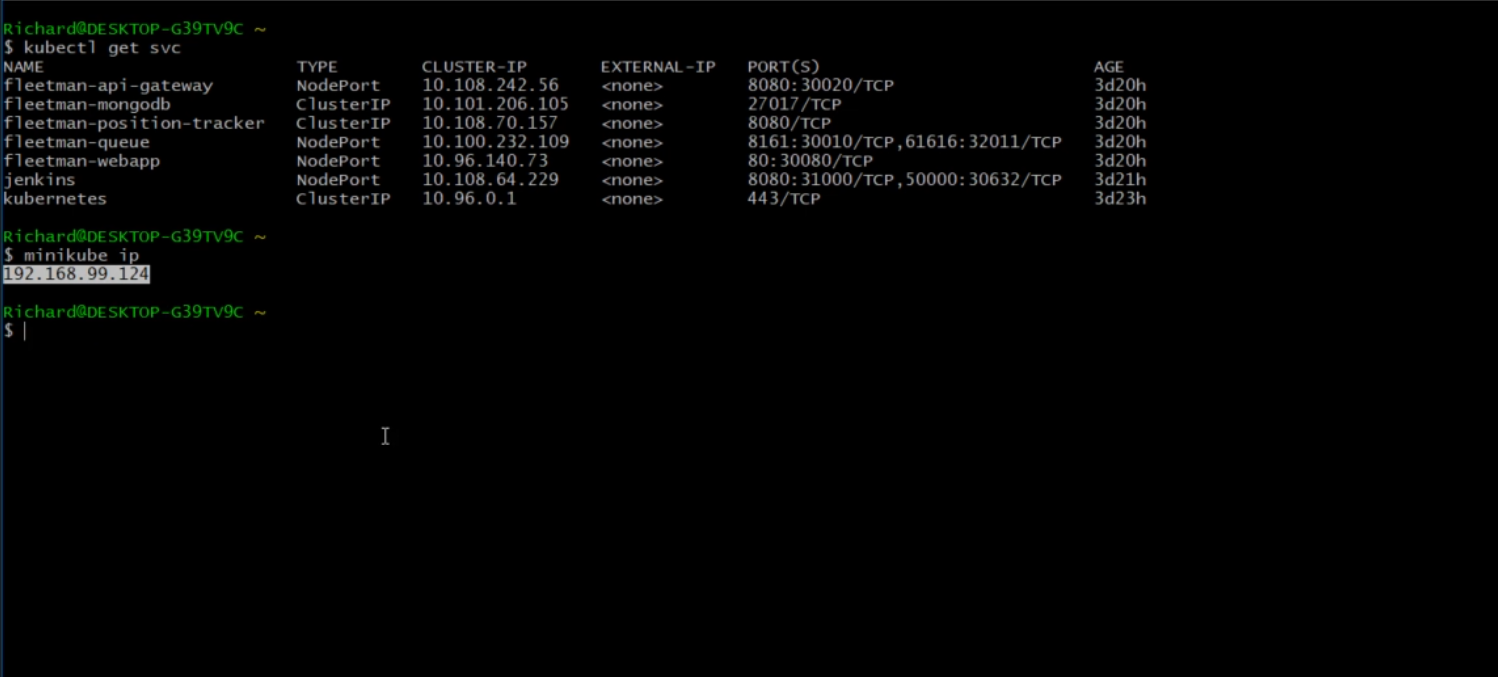 Richard@DESKTOP-G39TV9C ~
$ kubectl get svc
NAME TYPE CLUSTER-IP EXTERNAL-IP PORT(S) AGE
fleetman-api-gateway NodePort 10.108.242.56 <none> 8080:30020/TCP 3d20h
fleetman-mongodb ClusterIP 10.101.206.105 <none> 27017/TCP 3d20h
fleetman-position-tracker ClusterIP 10.108.70.157 <none> 8080/TCP 3d20h
fleetman-queue NodePort 10.100.232.109 <none> 8161:30010/TCP,61616:32011/TCP 3d20h
fleetman-webapp NodePort 10.96.140.73 <none> 80:30080/TCP 3d20h
jenkins NodePort 10.108.64.229 <none> 8080:31000/TCP,50000:30632/TCP 3d21h
kubernetes ClusterIP 10.96.0.1 <none> 443/TCP 3d23h
Richard@DESKTOP-G39TV9C ~
$ minikube ip
192.168.99.124
Richard@DESKTOP-G39TV9C ~
$